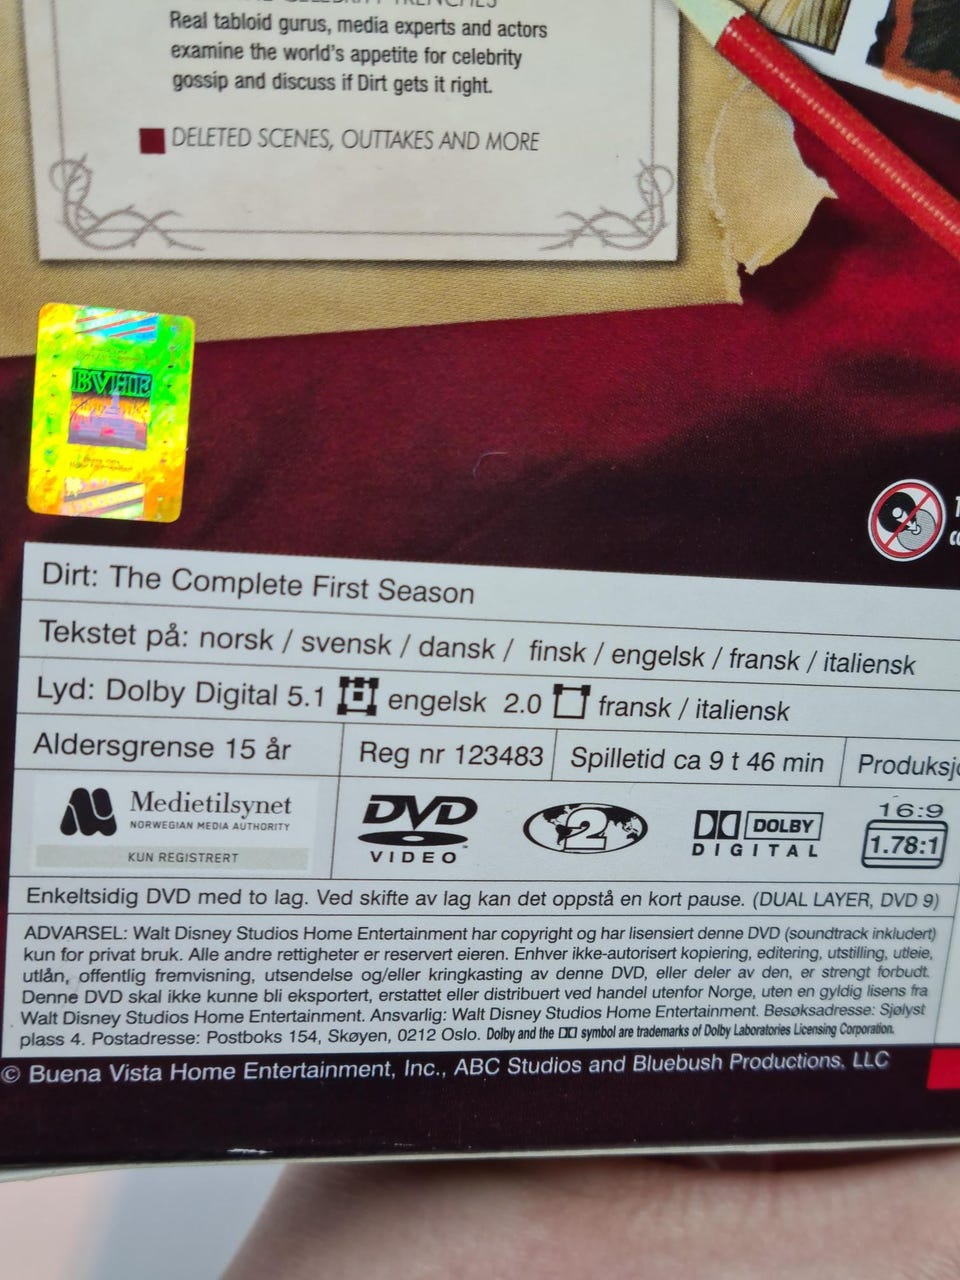 Real tabloid gurus, media experts and actors
examine the world's appetite for celebrity
gossip and discuss if Dirt gets it right.
DELETED SCENES, OUTTAKES AND MORE
BVHE
Dirt: The Complete First Season
Tekstet på: norsk / svensk / dansk / finsk / engelsk / fransk / italiensk
Lyd: Dolby Digital 5.1 engelsk 2.0 fransk / italiensk
Aldersgrense 15 år
Reg nr 123483
Spilletid ca 9 t 46 min
Medietilsynet
NORWEGIAN MEDIA AUTHORITY
KUN REGISTRERT
DVD
VIDEO
2
DOLBY
DIGITAL
16:9
1.78:1
Enkeltsidig DVD med to lag. Ved skifte av lag kan det oppstå en kort pause. (DUAL LAYER, DVD 9)
ADVARSEL: Walt Disney Studios Home Entertainment har copyright og har lisensiert denne DVD (soundtrack inkludert)
kun for privat bruk. Alle andre rettigheter er reservert eieren. Enhver ikke-autorisert kopiering, editering, utstilling, utleie,
utlån, offentlig fremvisning, utsendelse og/eller kringkasting av denne DVD, eller deler av den, er strengt forbudt.
Denne DVD skal ikke kunne bli eksportert, erstattet eller distribuert ved handel utenfor Norge, uten en gyldig lisens fra
Walt Disney Studios Home Entertainment. Ansvarlig: Walt Disney Studios Home Entertainment. Besøksadresse: Sjølyst
plass 4. Postadresse: Postboks 154, Skøyen, 0212 Oslo. Dolby and the DD symbol are trademarks of Dolby Laboratories Licensing Corporation.
© Buena Vista Home Entertainment, Inc., ABC Studios and Bluebush Productions, LLC